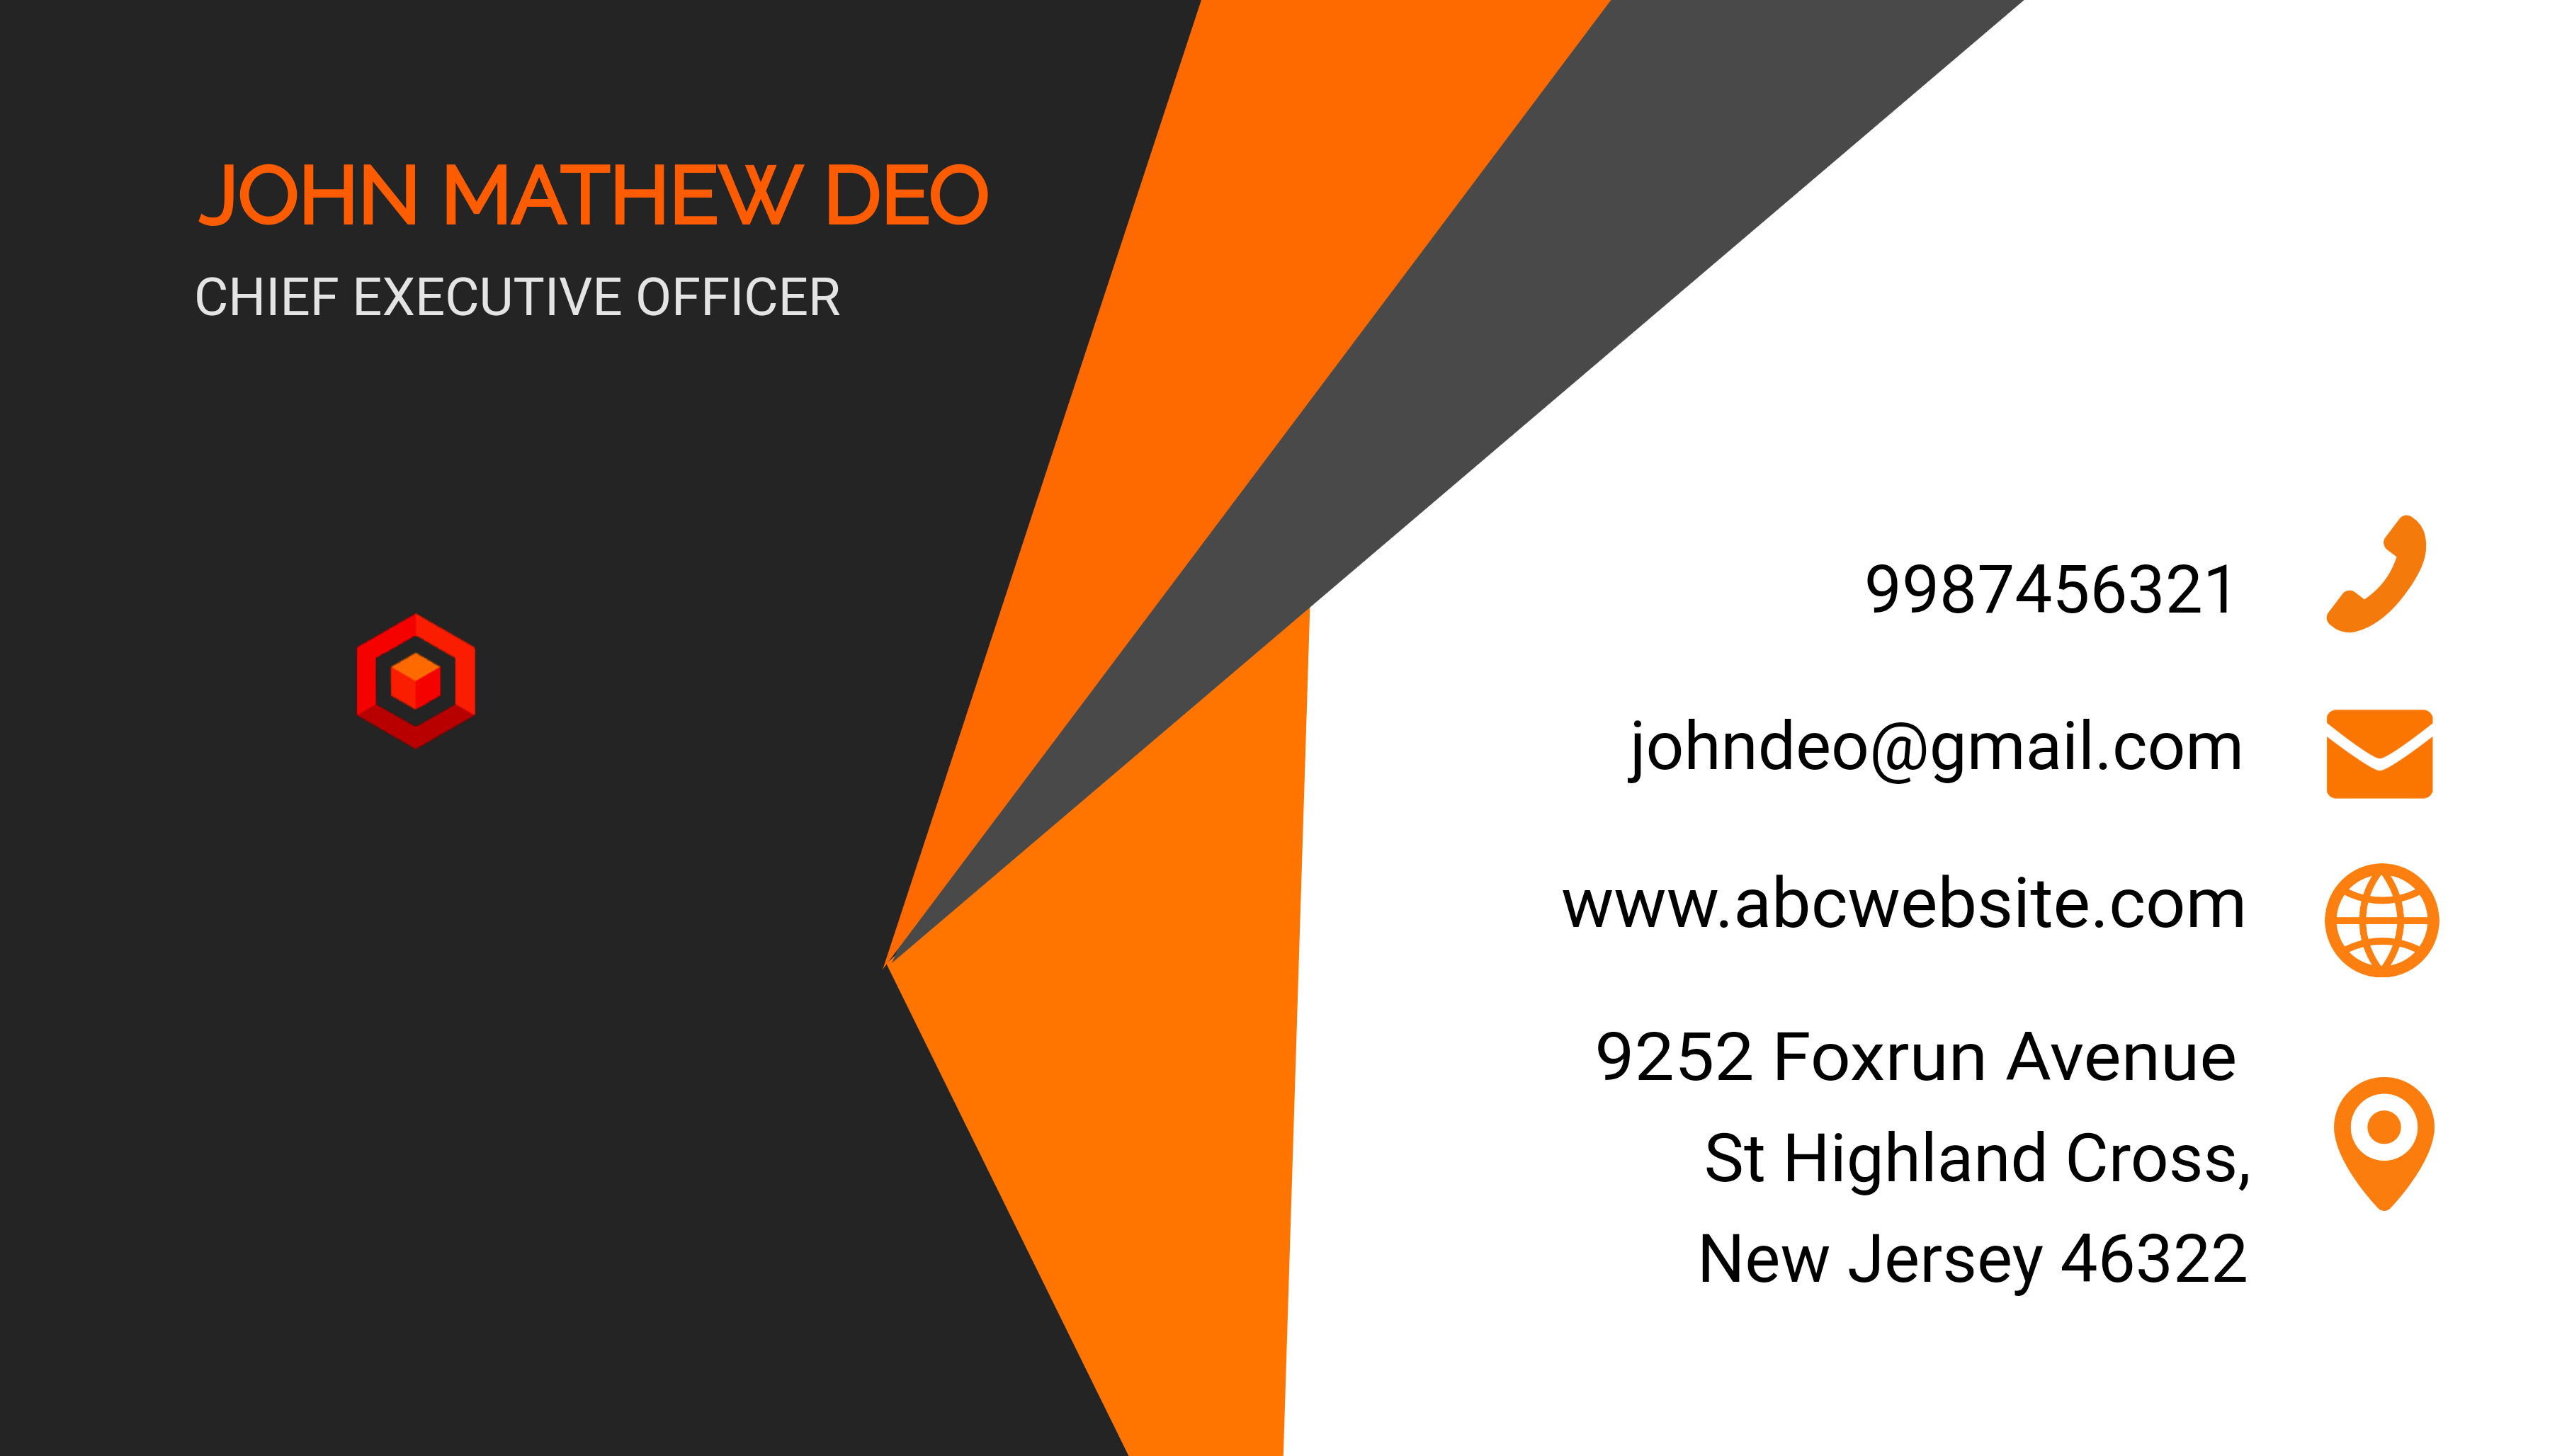 JOHN MATHEW DEO
CHIEF EXECUTIVE OFFICER
9987456321
johndeo@gmail.com
www.abcwebsite.com
9252 Foxrun Avenue
St Highland Cross,
New Jersey 46322